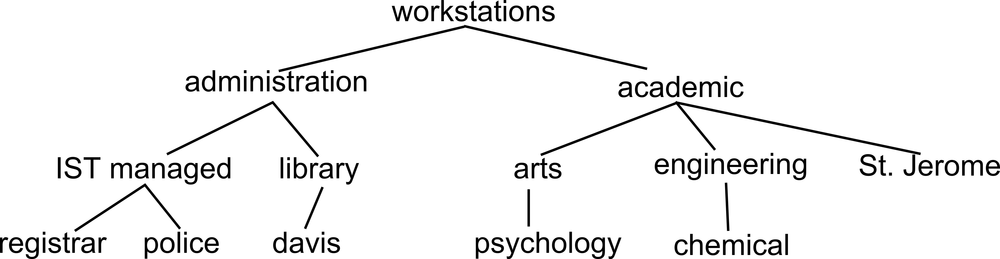 workstations
administration
academic
IST managed
library
arts
engineering
St. Jerome
registrar
police
davis
psychology
chemical